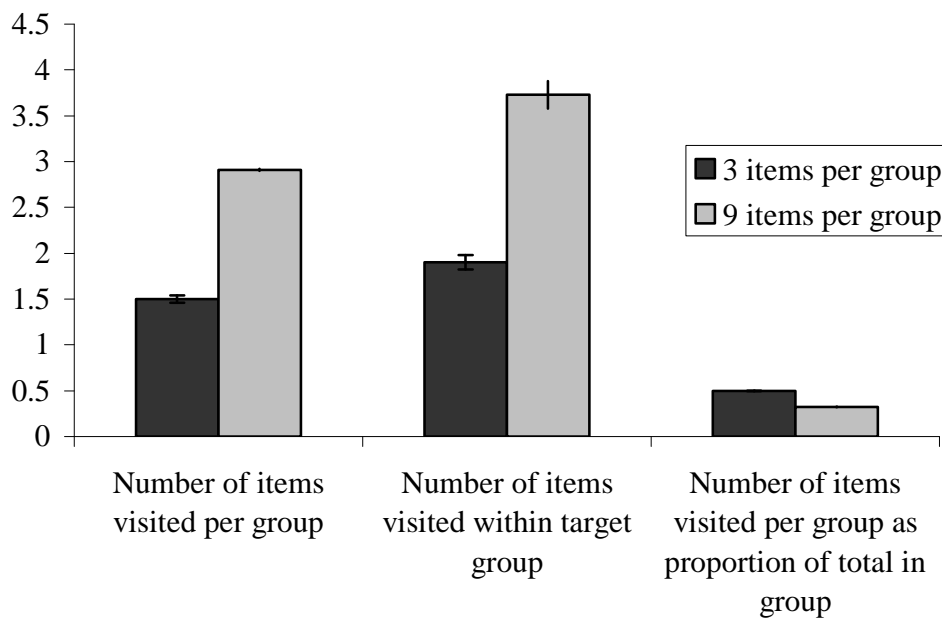 4.5
4
3.5
3
2.5
2
1.5
1
0.5
0
3 items per group
9 items per group
Number of items
visited per group
Number of items
visited within target
group
Number of items
visited per group as
proportion of total in
group